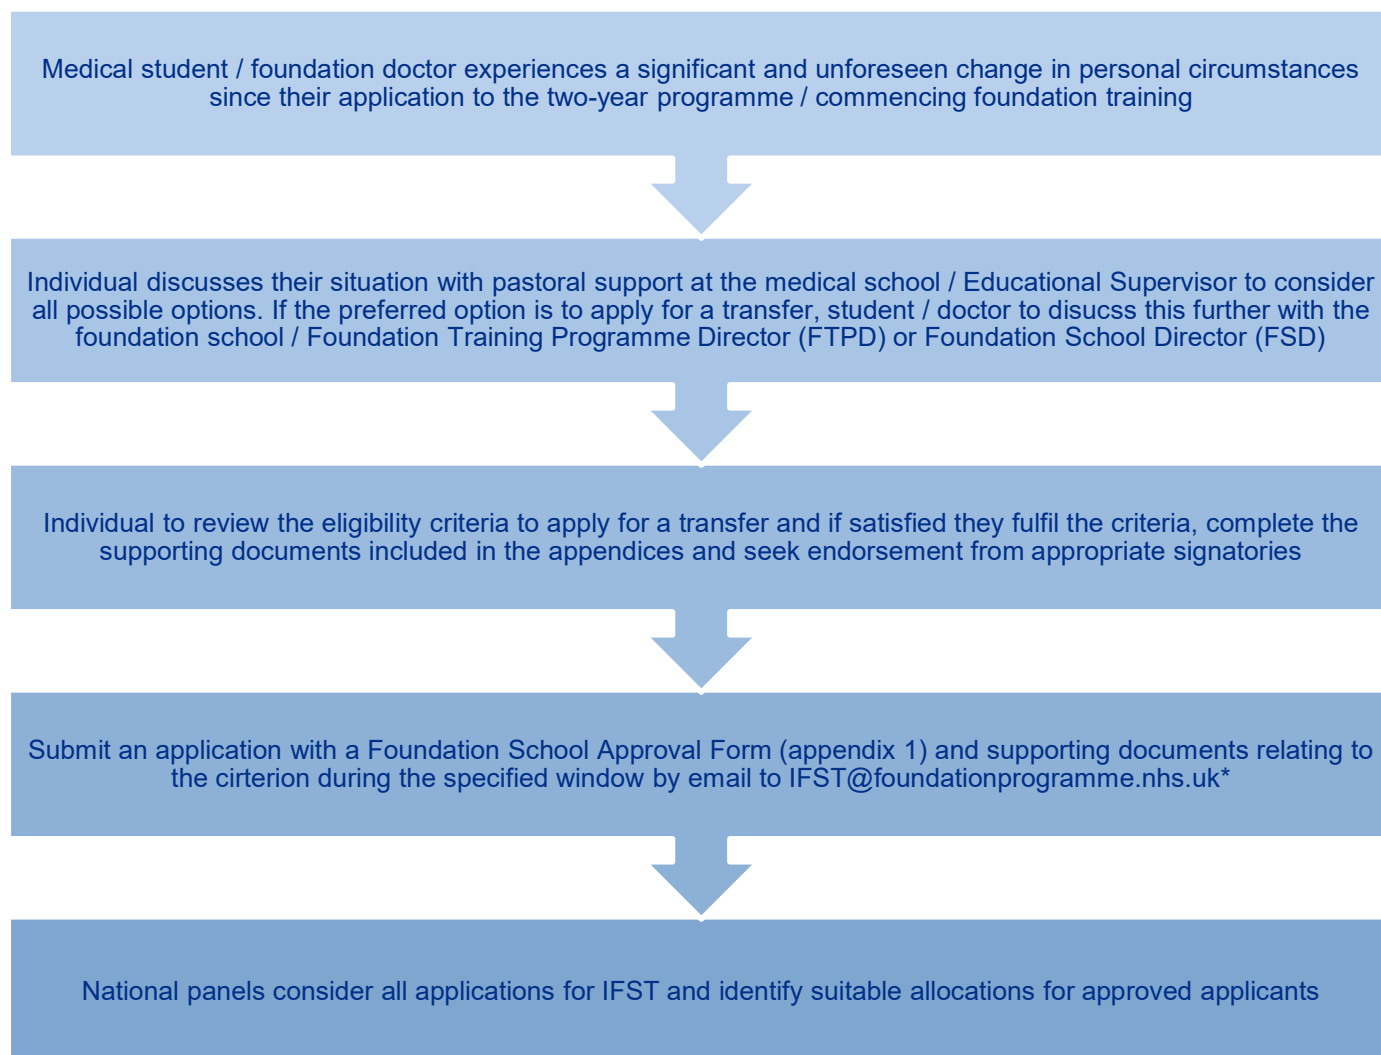 Medical student / foundation doctor experiences a significant and unforeseen change in personal circumstances
since their application to the two-year programme / commencing foundation training
Individual discusses their situation with pastoral support at the medical school / Educational Supervisor to consider
all possible options. If the preferred option is to apply for a transfer, student / doctor to disucss this further with the
foundation school / Foundation Training Programme Director (FTPD) or Foundation School Director (FSD)
Individual to review the eligibility criteria to apply for a transfer and if satisfied they fulfil the criteria, complete the
supporting documents included in the appendices and seek endorsement from appropriate signatories
Submit an application with a Foundation School Approval Form (appendix 1) and supporting documents relating to
the cirterion during the specified window by email to IFST@foundationprogramme.nhs.uk*
National panels consider all applications for IFST and identify suitable allocations for approved applicants